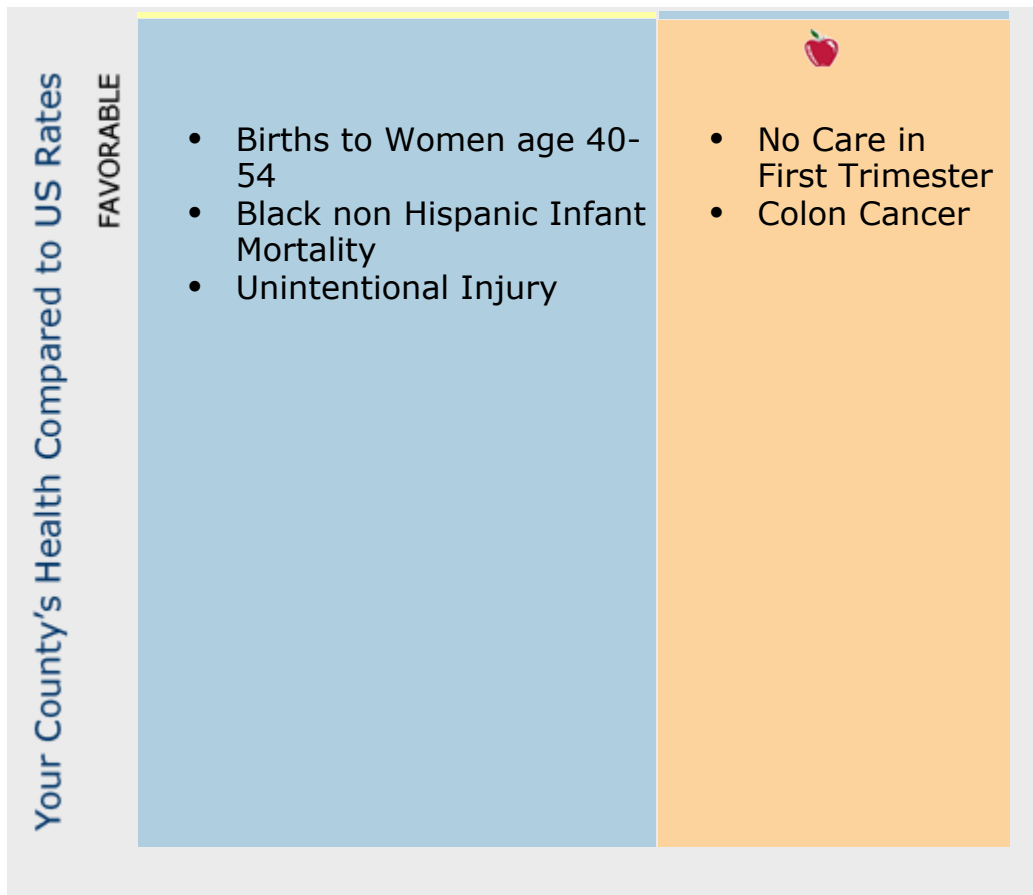 Your County's Health Compared to US Rates
FAVORABLE
• Births to Women age 40-
54
• Black non Hispanic Infant
Mortality
• Unintentional Injury
• No Care in
First Trimester
• Colon Cancer